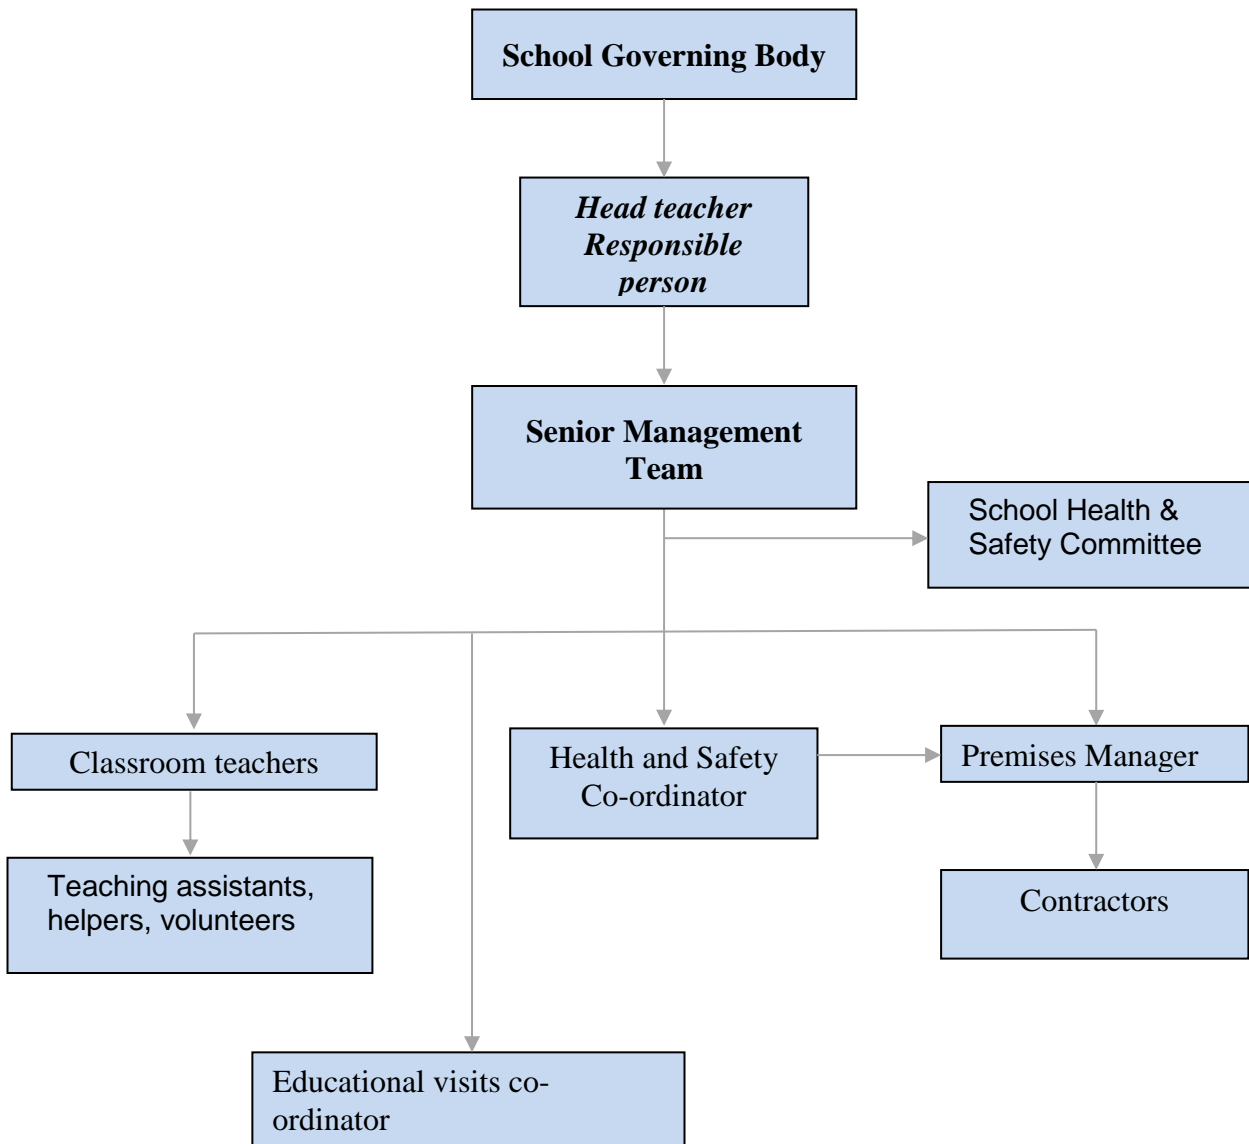 School Governing Body
Head teacher
Responsible
person
Senior Management
Team
School Health &
Safety Committee
Classroom teachers
Health and Safety
Co-ordinator
Premises Manager
Teaching assistants,
helpers, volunteers
Contractors
Educational visits co-
ordinator